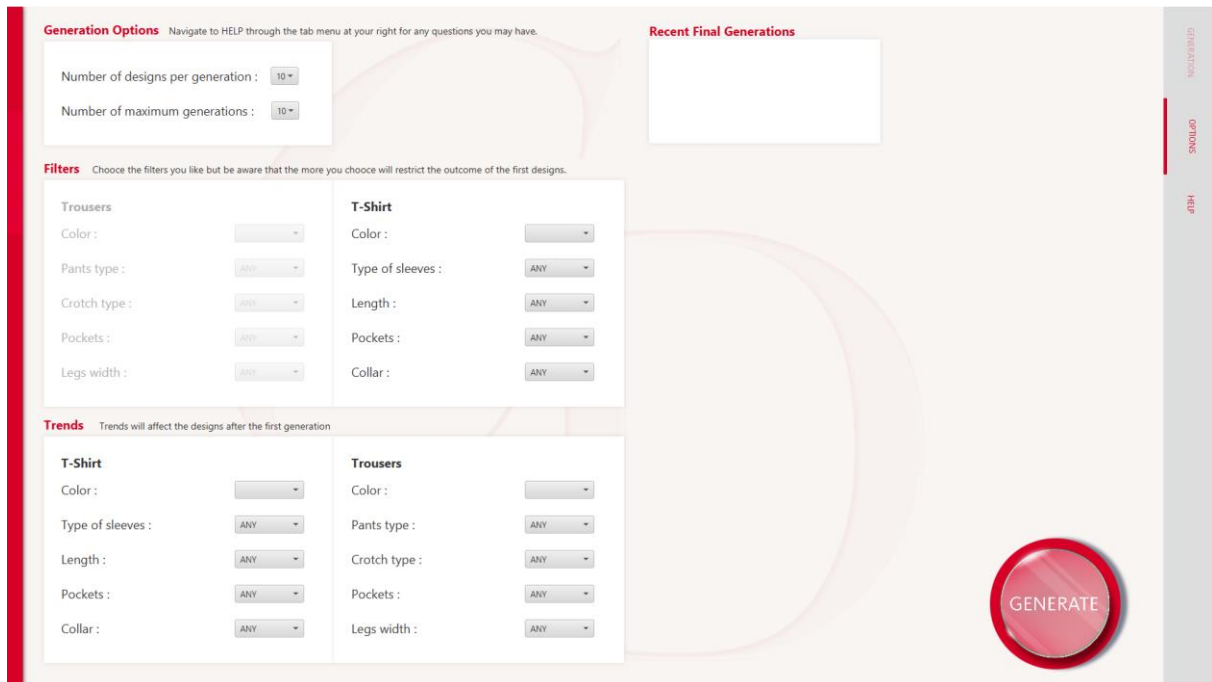 Generation Options Navigate to HELP through the tab menu at your right for any questions you may have.
Number of designs per generation : 10
Number of maximum generations : 10
Recent Final Generations
Filters Chooce the filters you like but be aware that the more you chooce will restrict the outcome of the first designs.
Trousers
Color :
Pants type : ANY
Crotch type : ANY
Pockets : ANY
Legs width : ANY
T-Shirt
Color :
Type of sleeves : ANY
Length : ANY
Pockets : ANY
Collar : ANY
Trends Trends will affect the designs after the first generation
T-Shirt
Color :
Type of sleeves : ANY
Length : ANY
Pockets : ANY
Collar : ANY
Trousers
Color :
Pants type : ANY
Crotch type : ANY
Pockets : ANY
Legs width : ANY
GENERATE
GENERATION
OPTIONS
HELP